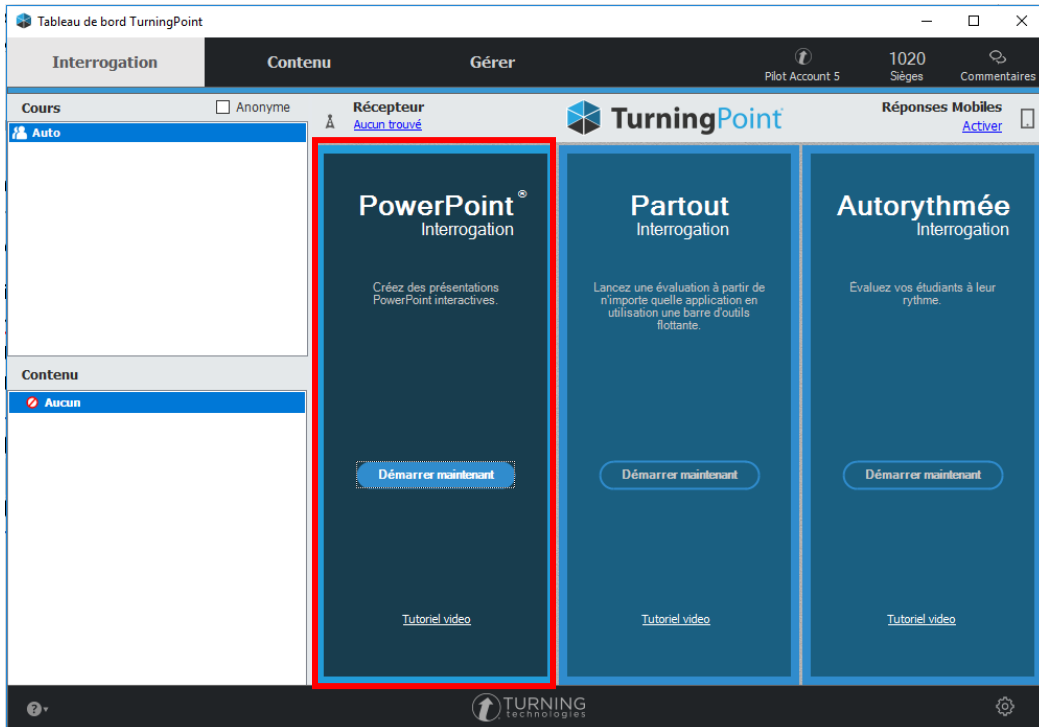 Tableau de bord TurningPoint
Interrogation
Contenu
Gérer
Pilot Account 5
1020
Sièges
Commentaires
Cours
Anonyme
Auto
Récepteur
Aucun trouvé
TurningPoint
Réponses Mobiles
Activer
Contenu
Aucun
PowerPoint®
Interrogation
Créez des présentations
PowerPoint interactives.
Démarrer maintenant
Tutoriel video
Partout
Interrogation
Lancez une évaluation à partir de
n'importe quelle application en
utilisation une barre d'outils
flottante.
Démarrer maintenant
Tutoriel video
Autorythmée
Interrogation
Évaluez vos étudiants à leur
rythme.
Démarrer maintenant
Tutoriel video
TURNING
technologies